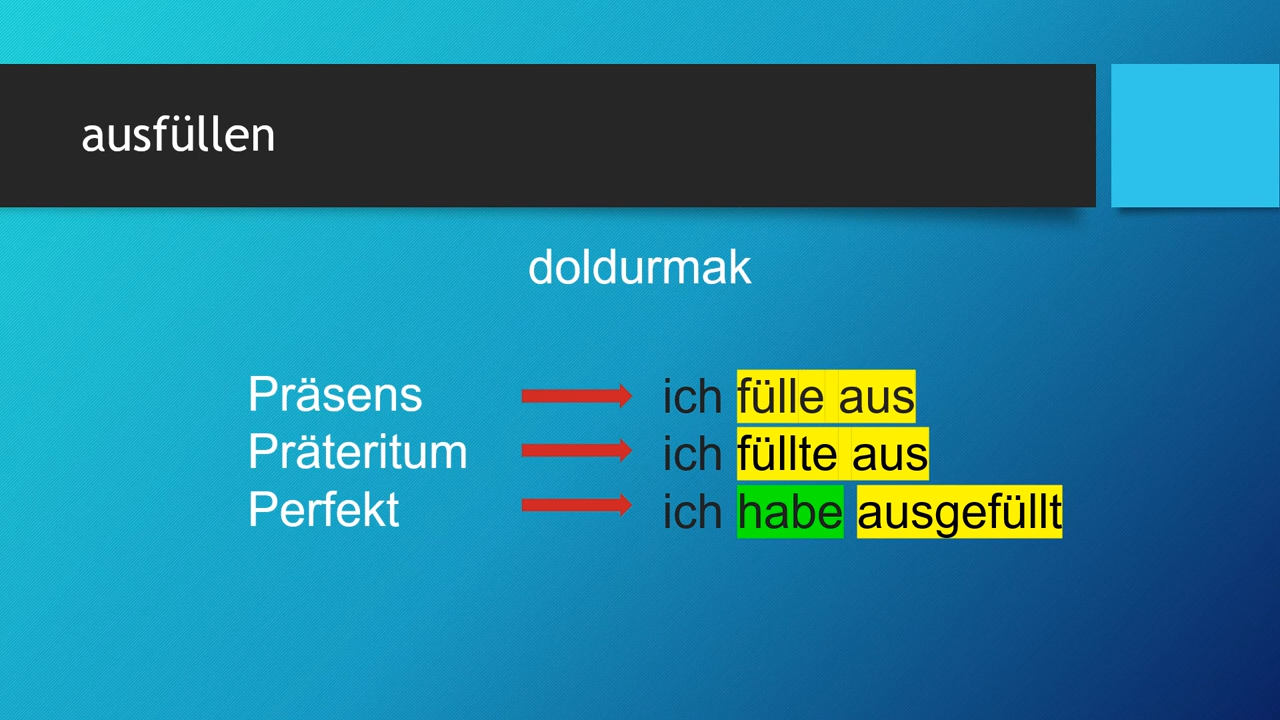 ausfüllen
doldurmak
Präsens ich fülle aus
Präteritum ich füllte aus
Perfekt ich habe ausgefüllt